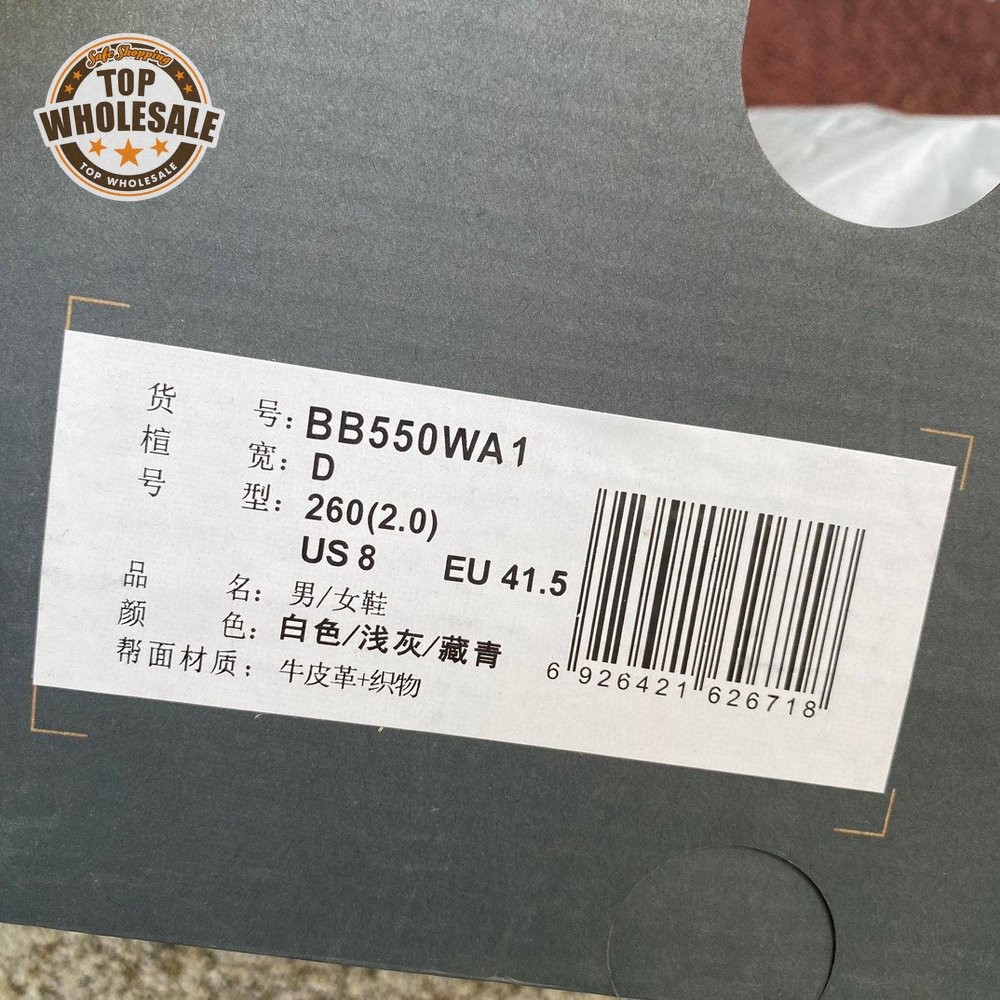 Safe Shopping
TOP
WHOLESALE
TOP WHOLESALE
货 号: BB550WA1
楦 宽: D
号 型: 260(2.0)
US 8 EU 41.5
品 名: 男/女鞋
颜 色: 白色/浅灰/藏青
帮面材质: 牛皮革+织物
6 926421 626718